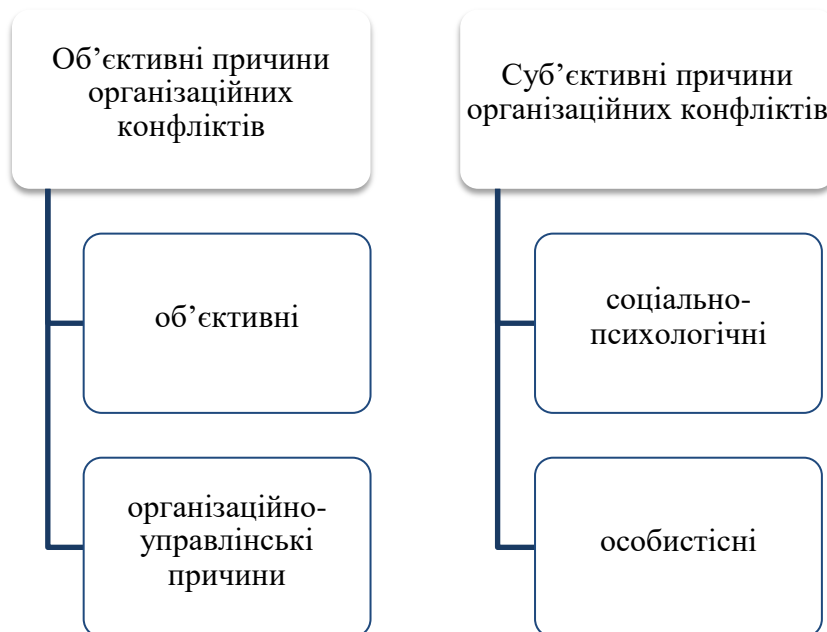 Об’єктивні причини
організаційних
конфліктів
об’єктивні
організаційно-
управлінські
причини
Суб’єктивні причини
організаційних конфліктів
соціально-
психологічні
особистісні